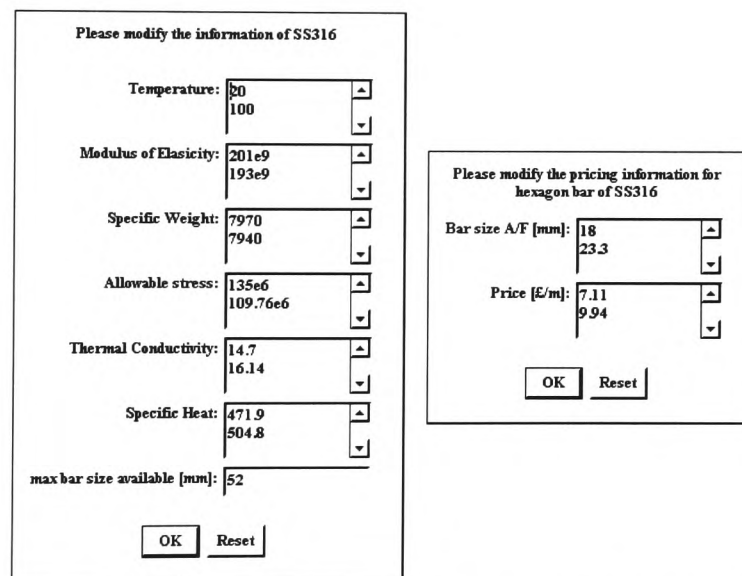 Please modify the information of SS316
Temperature: 20
100
Modulus of Elasicity: 201e9
193e9
Specific Weight: 7970
7940
Allowable stress: 135e6
109.76e6
Thermal Conductivity: 14.7
16.14
Specific Heat: 471.9
504.8
max bar size available [mm]: 52
OK Reset
Please modify the pricing information for
hexagon bar of SS316
Bar size A/F [mm]: 18
23.3
Price [£/m]: 7.11
9.94
OK Reset